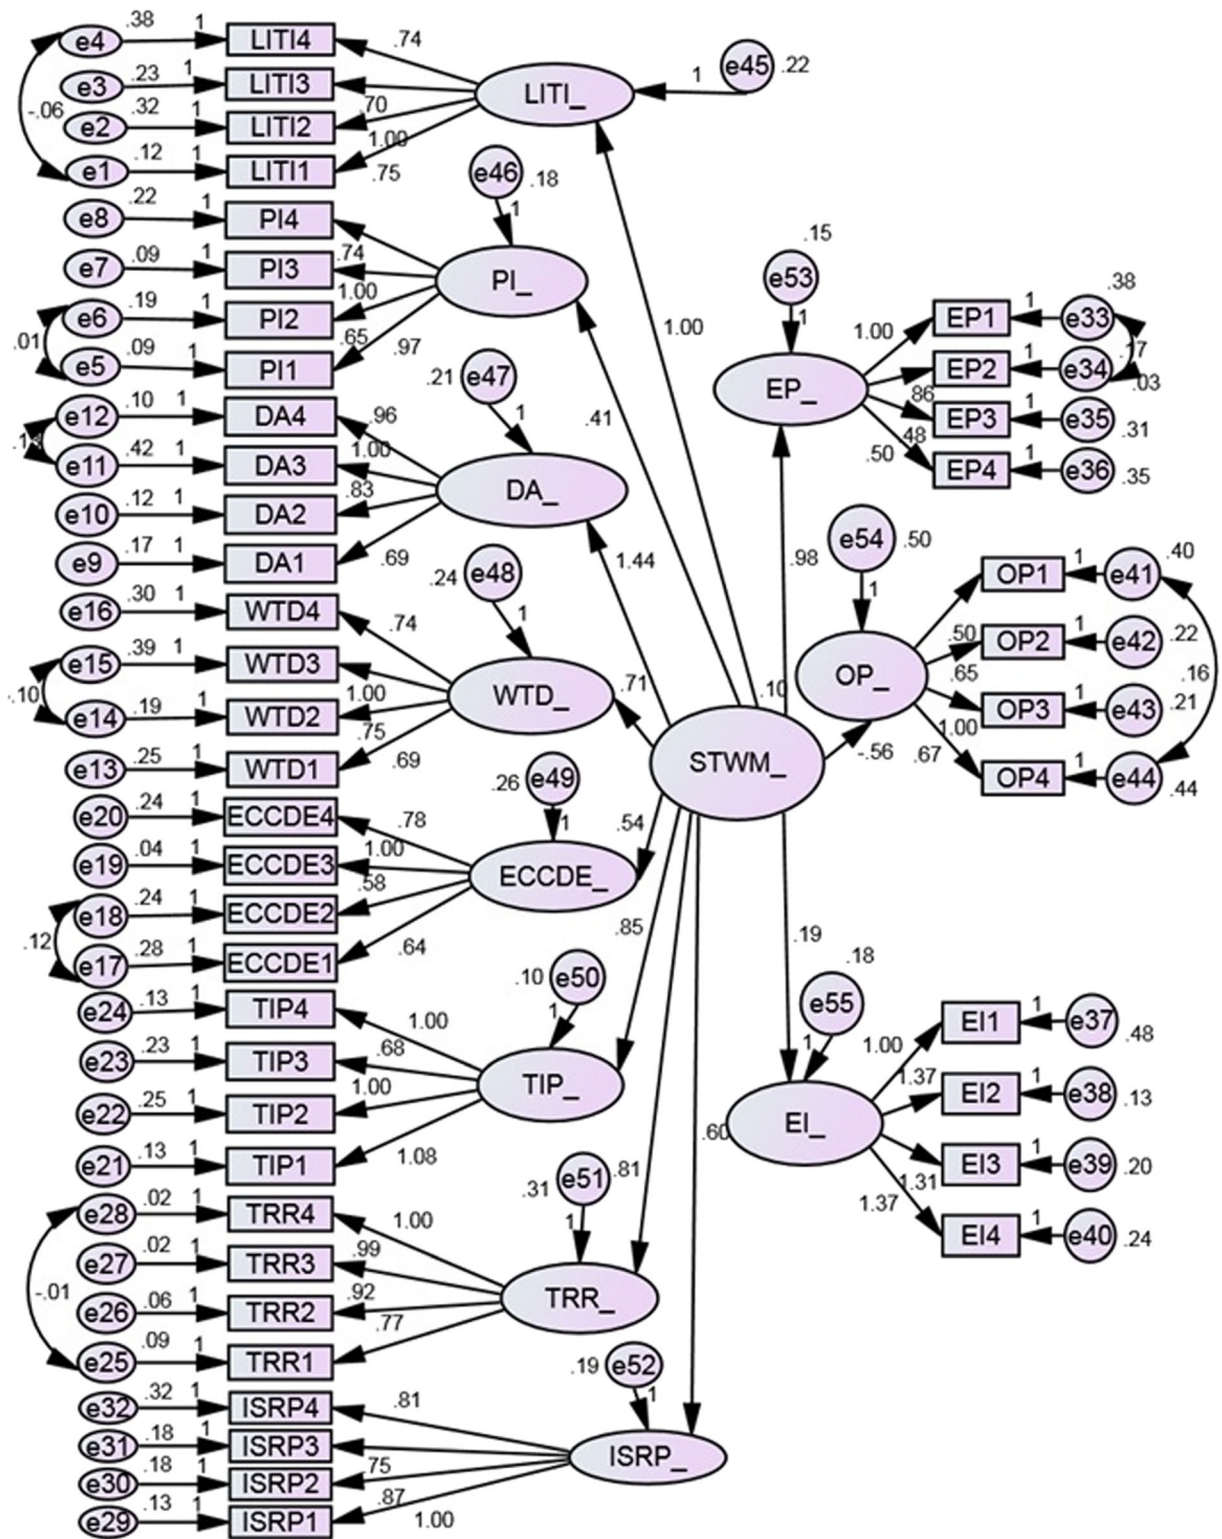 e4 .38 1 LITI4 .74
e3 .23 1 LITI3 .70
e2 .32 1 LITI2 1.00
e1 .12 1 LITI1 .75
-.06
LITI_
1 e45 .22
e8 .22 1 PI4 .74
e7 .09 1 PI3 1.00
e6 .19 1 PI2 .65
e5 .09 1 PI1 .97
.01
PI_
e46 .18
1
e12 .10 1 DA4 .96
e11 .42 1 DA3 1.00
e10 .12 1 DA2 .83
e9 .17 1 DA1 .69
DA_
.21 e47
1
e16 .30 1 WTD4 .74
e15 .39 1 WTD3 1.00
e14 .19 1 WTD2 .75
e13 .25 1 WTD1 .69
WTD_
.24 e48
1
e20 .24 1 ECCDE4 .78
e19 .04 1 ECCDE3 1.00
e18 .24 1 ECCDE2 .58
e17 .28 1 ECCDE1 .64
.12
ECCDE_
.26 e49
1
e24 .13 1 TIP4 1.00
e23 .23 1 TIP3 .68
e22 .25 1 TIP2 1.00
e21 .13 1 TIP1 1.08
TIP_
.10 e50
1
e28 .02 1 TRR4 1.00
e27 .02 1 TRR3 .99
e26 .06 1 TRR2 .92
e25 .09 1 TRR1 .77
-.01
TRR_
.31 e51
1
e32 .32 1 ISRP4 .81
e31 .18 1 ISRP3 .75
e30 .18 1 ISRP2 .87
e29 .13 1 ISRP1 1.00
ISRP_
.19 e52
1
STWM_
1.00
.41
1.44
.71
.54
.85
.81
.60
.98
.10
-.56
.19
.15
e53
1
EP_
1.00 EP1 1 e33 .38
.86 EP2 1 e34 .17
.48 EP3 1 e35 .31
.50 EP4 1 e36 .35
.03
e54 .50
1
OP_
.50 OP1 1 e41 .40
.65 OP2 1 e42 .22
1.00 OP3 1 e43 .21
.67 OP4 1 e44 .44
.16
.18
e55
1
EI_
1.00 EI1 1 e37 .48
1.37 EI2 1 e38 .13
1.31 EI3 1 e39 .20
1.37 EI4 1 e40 .24